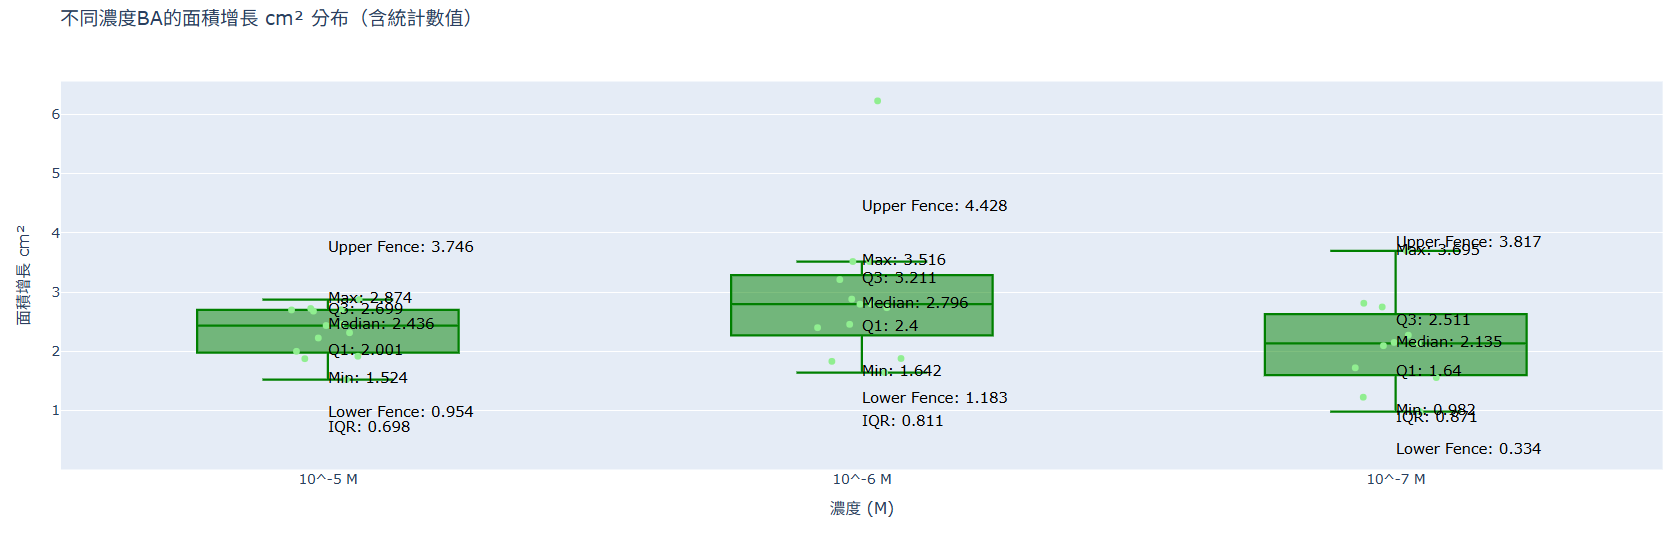 不同濃度BA的面積增長 cm² 分布（含統計數值）
面積增長 cm²
6
5
4
3
2
1
Upper Fence: 3.746
Max: 2.874
Q3: 2.699
Median: 2.436
Q1: 2.001
Min: 1.524
Lower Fence: 0.954
IQR: 0.698
Upper Fence: 4.428
Max: 3.516
Q3: 3.211
Median: 2.796
Q1: 2.4
Min: 1.642
Lower Fence: 1.183
IQR: 0.811
Upper Fence: 3.817
Max: 3.695
Q3: 2.511
Median: 2.135
Q1: 1.64
Min: 0.982
IQR: 0.871
Lower Fence: 0.334
10^-5 M
10^-6 M
10^-7 M
濃度 (M)